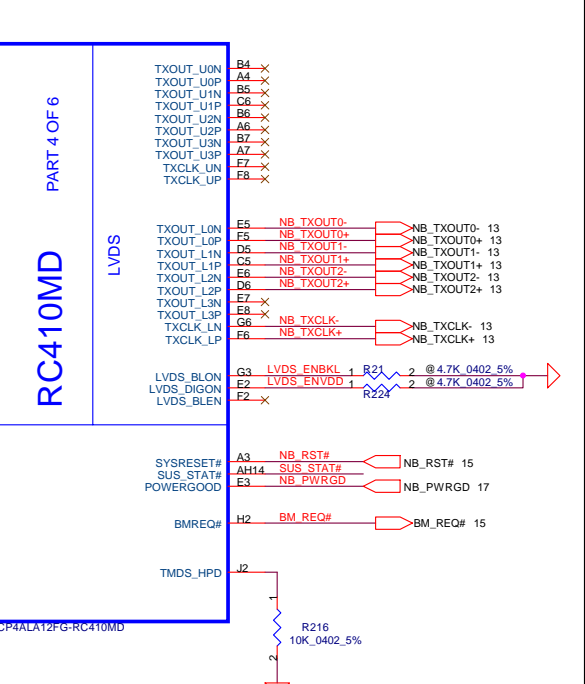 PART 4 OF 6
RC410MD
LVDS
TXOUT_U0N B4
TXOUT_U0P A4
TXOUT_U1N B5
TXOUT_U1P C6
TXOUT_U2N B6
TXOUT_U2P A6
TXOUT_U3N B7
TXOUT_U3P A7
TXCLK_UN F7
TXCLK_UP F8
TXOUT_L0N E5 NB_TXOUT0- NB_TXOUT0- 13
TXOUT_L0P F5 NB_TXOUT0+ NB_TXOUT0+ 13
TXOUT_L1N D5 NB_TXOUT1- NB_TXOUT1- 13
TXOUT_L1P C5 NB_TXOUT1+ NB_TXOUT1+ 13
TXOUT_L2N E6 NB_TXOUT2- NB_TXOUT2- 13
TXOUT_L2P D6 NB_TXOUT2+ NB_TXOUT2+ 13
TXOUT_L3N E7
TXOUT_L3P E8
TXCLK_LN G6 NB_TXCLK- NB_TXCLK- 13
TXCLK_LP F6 NB_TXCLK+ NB_TXCLK+ 13
LVDS_BLON G3 LVDS_ENBKL 1 R21 2 @4.7K_0402_5%
LVDS_DIGON E2 LVDS_ENVDD 1 R224 2 @4.7K_0402_5%
LVDS_BLEN F2
SYSRESET# A3 NB_RST# NB_RST# 15
SUS_STAT# AH14 SUS_STAT#
POWERGOOD E3 NB_PWRGD NB_PWRGD 17
BMREQ# H2 BM_REQ# BM_REQ# 15
TMDS_HPD J2
1
R216
10K_0402_5%
2
CP4ALA12FG-RC410MD